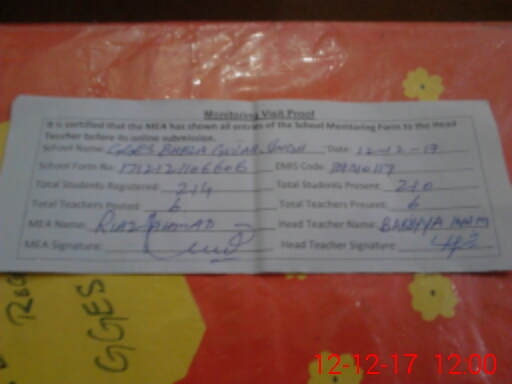 Monitoring Visit Proof
It is certified that the MEA has shown all entries of the School Monitoring Form to the Head
Teacher before its online submission.
School Name: GGES Date: 12-12-17
School Form No: EMIS Code:
Total Students Registered: 214 Total Students Present: 210
Total Teachers Posted: 6 Total Teachers Present: 6
MEA Name: RIAZ AHMAD Head Teacher Name:
MEA Signature: Head Teacher Signature:
GGES
12-12-17 12:00